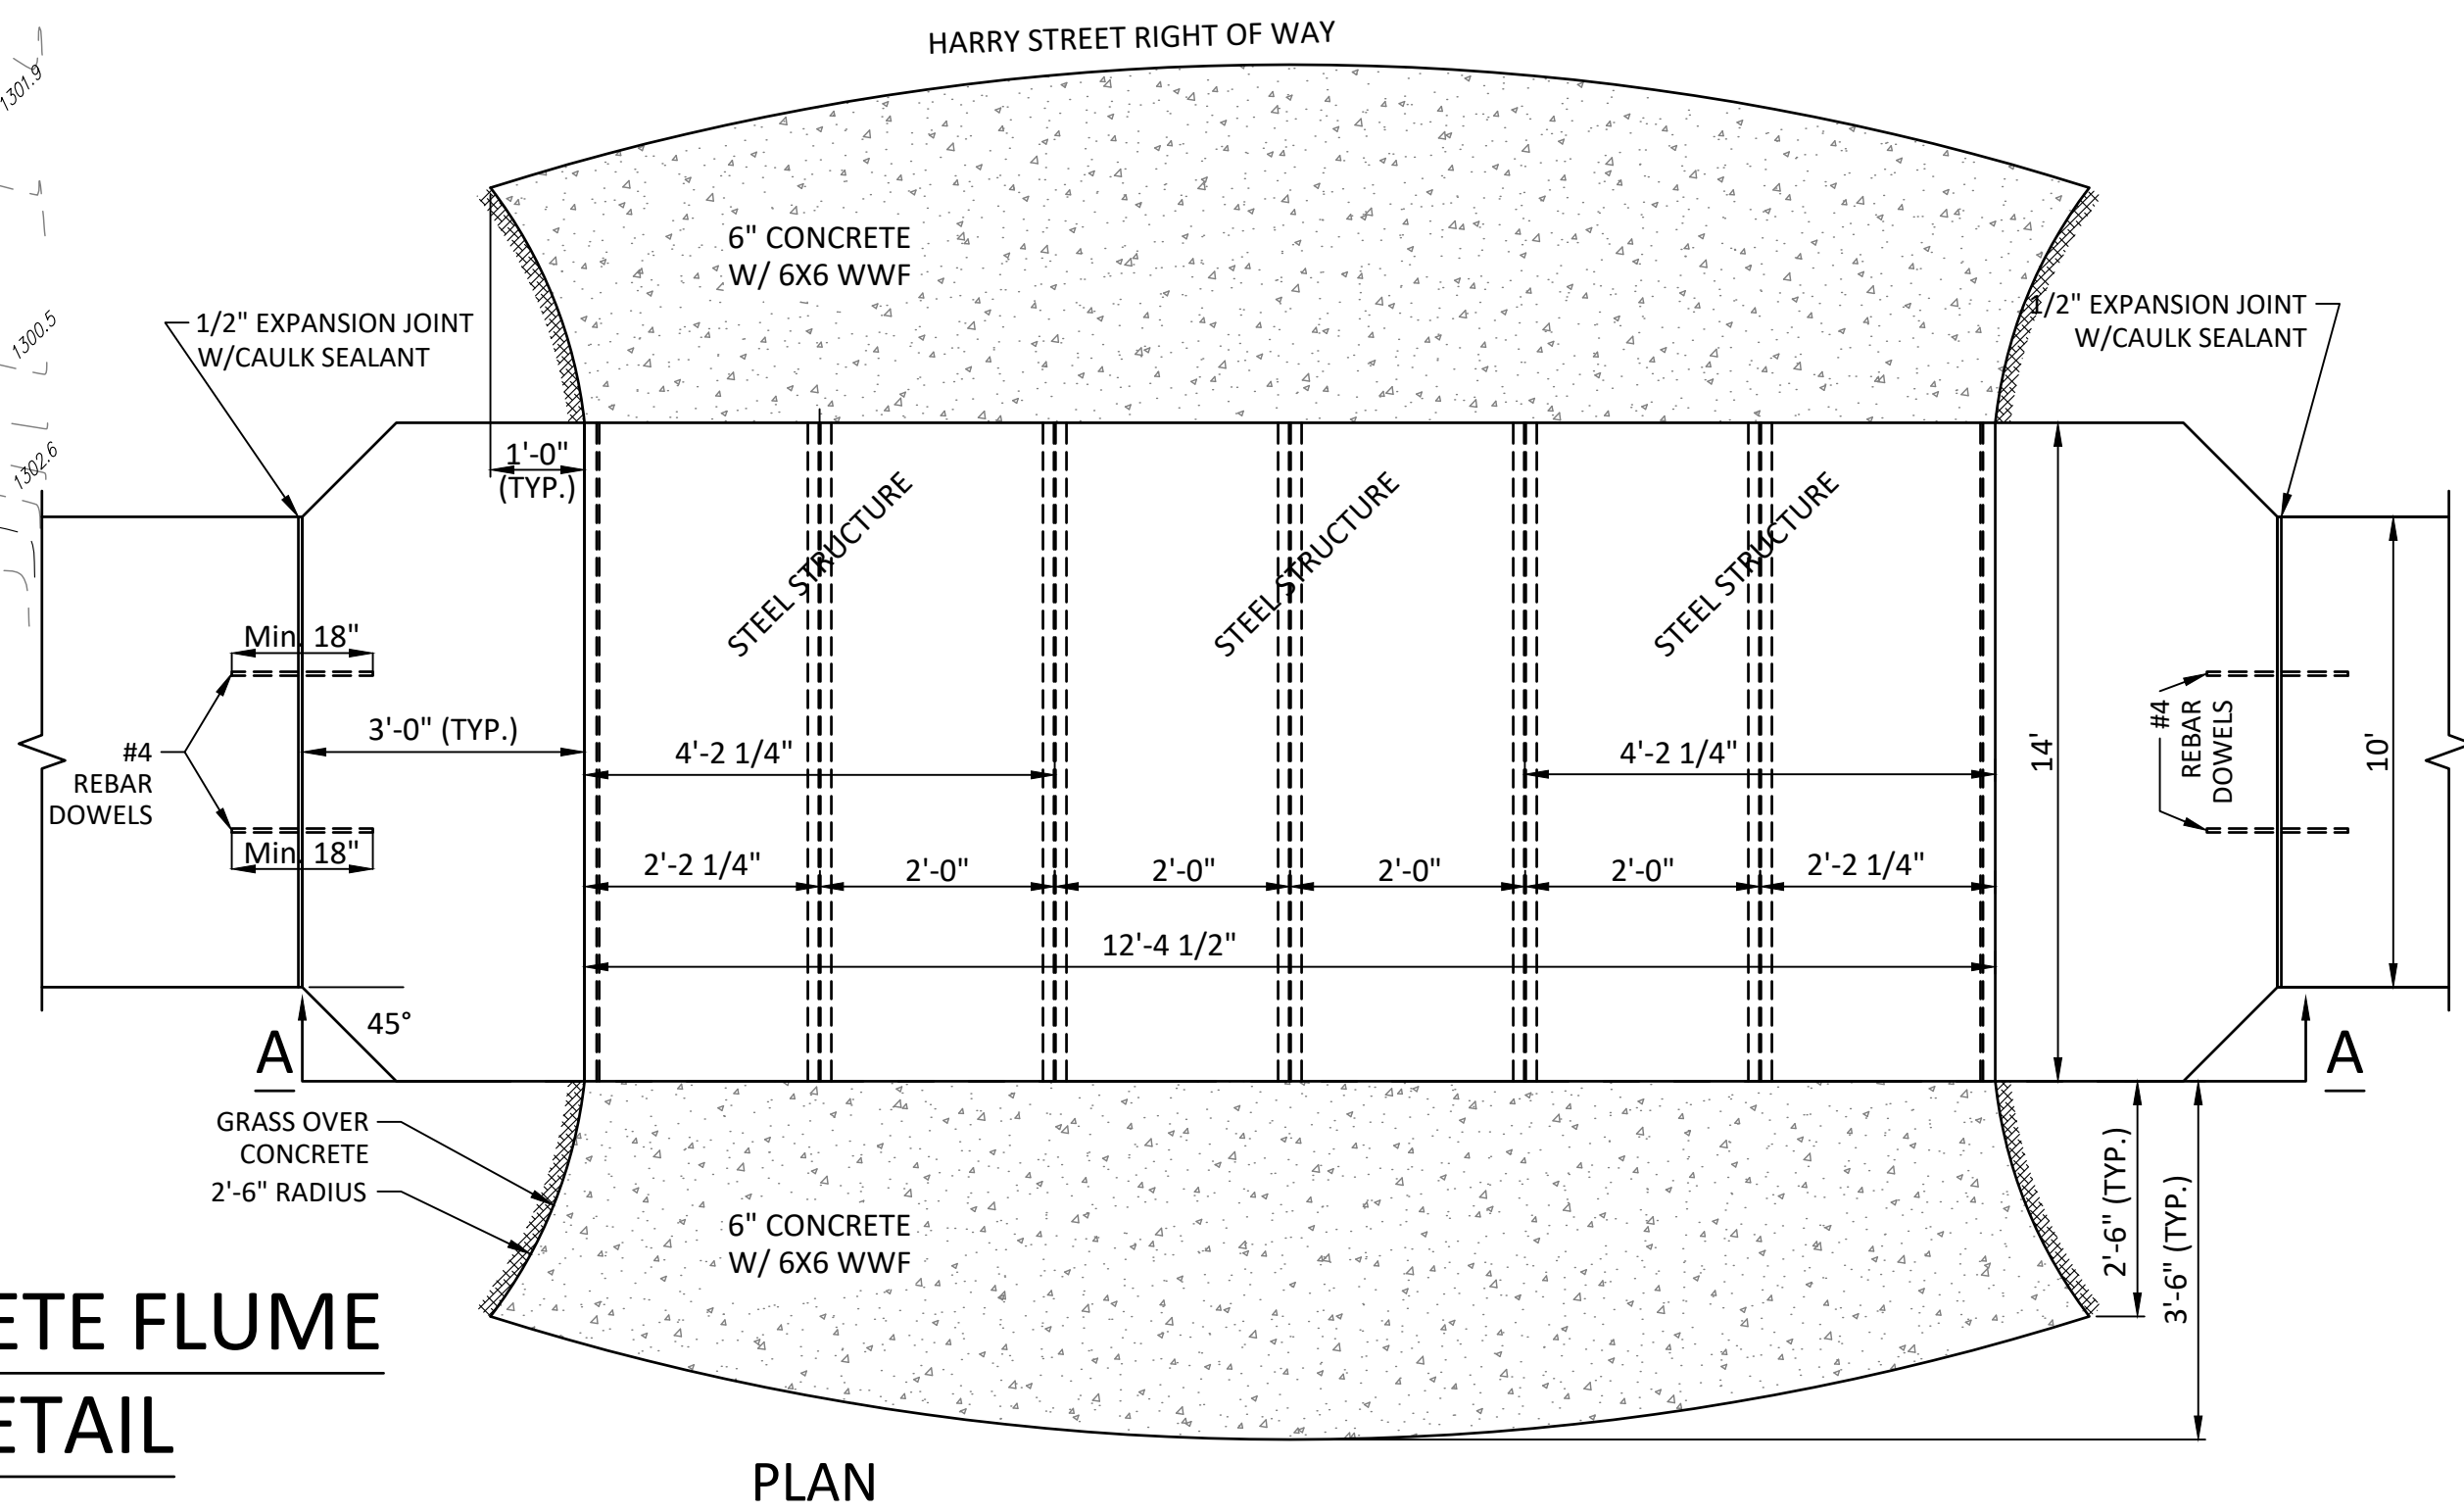 HARRY STREET RIGHT OF WAY
1301.9
1300.5
1302.6
6" CONCRETE
W/ 6X6 WWF
1/2" EXPANSION JOINT
W/CAULK SEALANT
1/2" EXPANSION JOINT
W/CAULK SEALANT
1'-0"
(TYP.)
STEEL STRUCTURE
STEEL STRUCTURE
STEEL STRUCTURE
Min. 18"
#4
REBAR
DOWELS
Min. 18"
3'-0" (TYP.)
4'-2 1/4"
4'-2 1/4"
14'
#4
REBAR
DOWELS
10'
2'-2 1/4"
2'-0"
2'-0"
2'-0"
2'-0"
2'-2 1/4"
12'-4 1/2"
45°
A
A
GRASS OVER
CONCRETE
2'-6" RADIUS
6" CONCRETE
W/ 6X6 WWF
2'-6" (TYP.)
3'-6" (TYP.)
ETE FLUME
ETAIL
PLAN